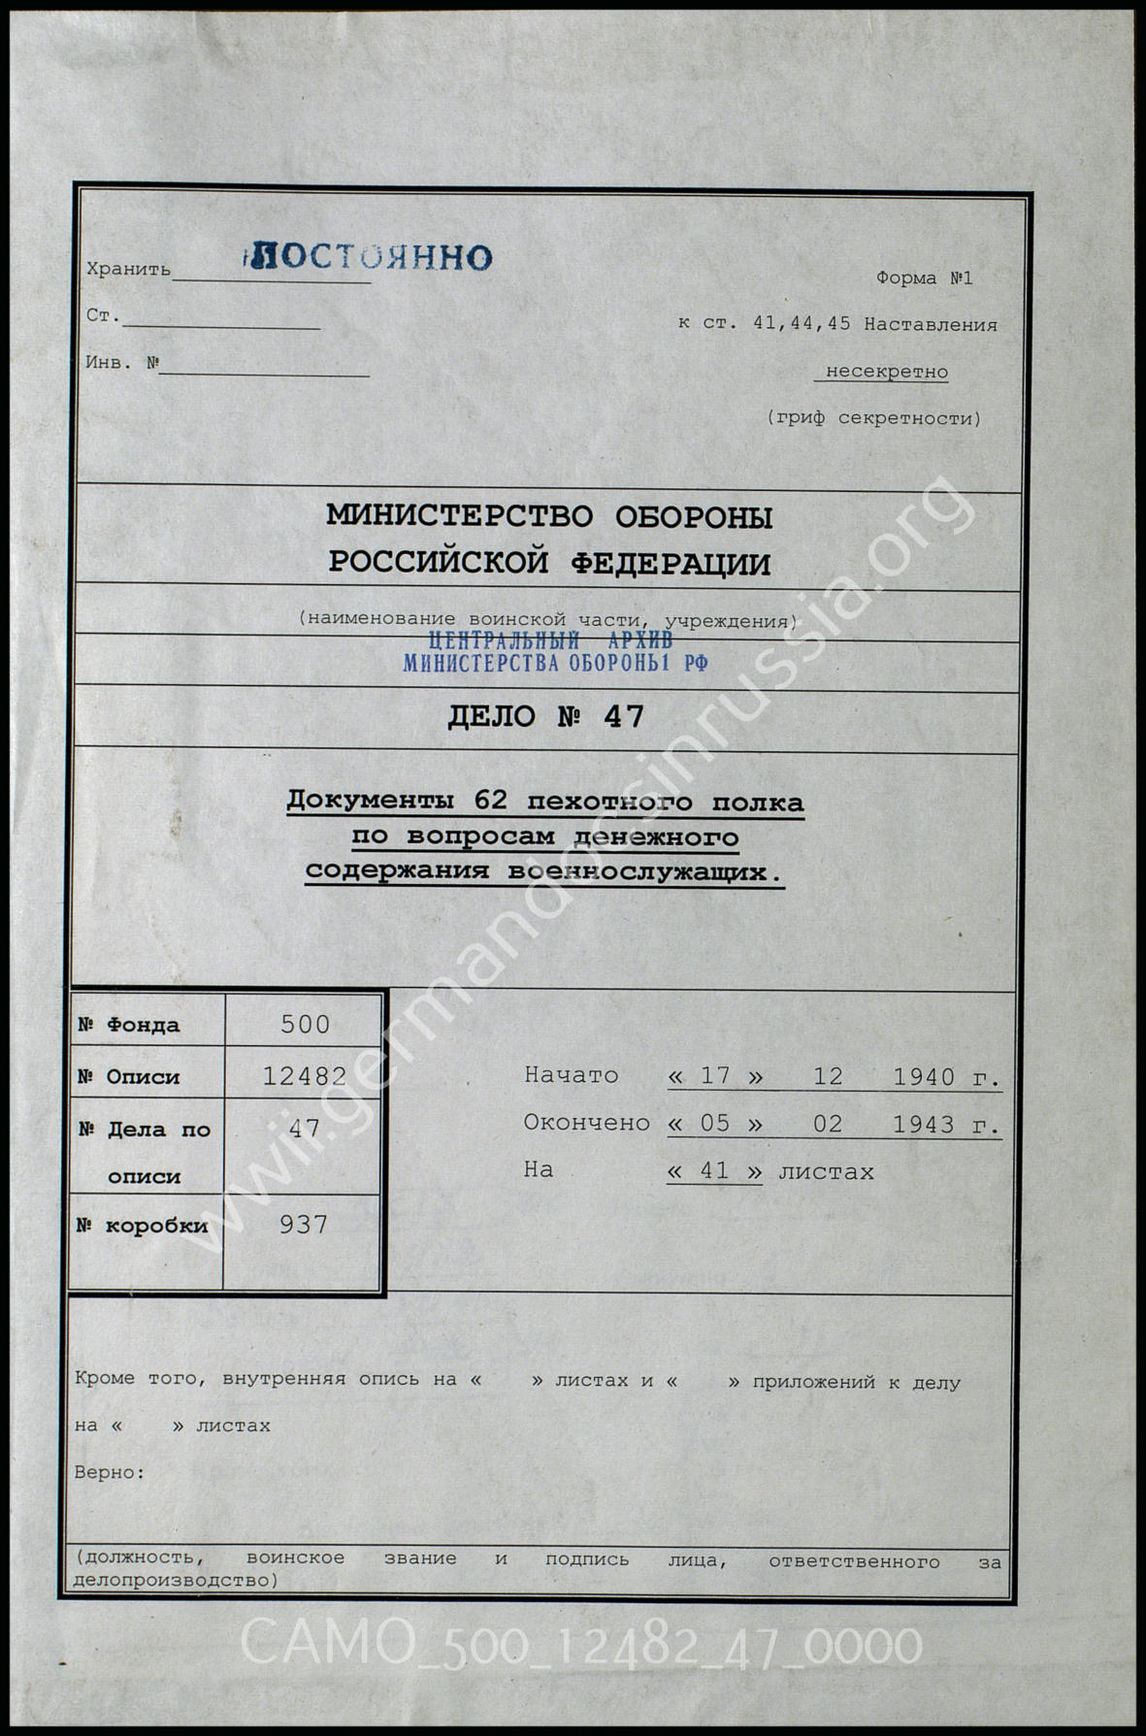 Хранить ПОСТОЯННО
Форма №1
Ст.
к ст. 41,44,45 Наставления
Инв. №
несекретно
(гриф секретности)
МИНИСТЕРСТВО ОБОРОНЫ
РОССИЙСКОЙ ФЕДЕРАЦИИ
(наименование воинской части, учреждения)
ЦЕНТРАЛЬНЫЙ АРХИВ
МИНИСТЕРСТВА ОБОРОНЫ РФ
ДЕЛО № 47
Документы 62 пехотного полка
по вопросам денежного
содержания военнослужащих.
№ Фонда 500
№ Описи 12482
№ Дела по 47
описи
№ коробки 937
Начато « 17 » 12 1940 г.
Окончено « 05 » 02 1943 г.
На « 41 » листах
Кроме того, внутренняя опись на « » листах и « » приложений к делу
на « » листах
Верно:
(должность, воинское звание и подпись лица, ответственного за
делопроизводство)
www.germandocsinrussia.org
CAMO_500_12482_47_0000